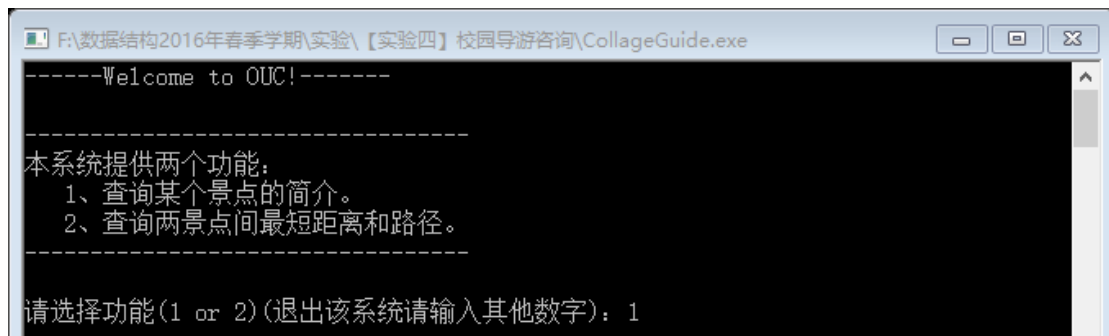 F:\数据结构2016年春季学期\实验\【实验四】校园导游咨询\CollageGuide.exe
------Welcome to OUC!-------
----------------------------------
本系统提供两个功能：
1、查询某个景点的简介。
2、查询两景点间最短距离和路径。
----------------------------------
请选择功能(1 or 2)(退出该系统请输入其他数字)：1